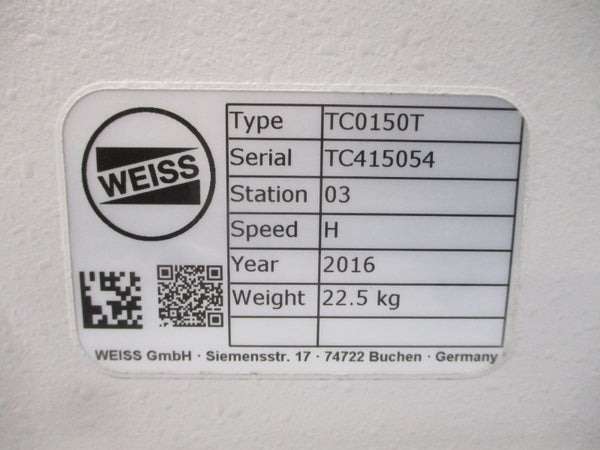 WEISS
Type TC0150T
Serial TC415054
Station 03
Speed H
Year 2016
Weight 22.5 kg
WEISS GmbH · Siemensstr. 17 · 74722 Buchen · Germany